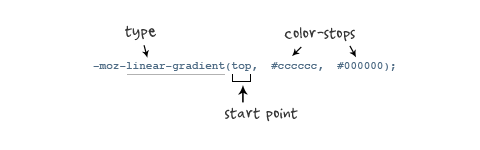 type
color-stops
-moz-linear-gradient(top, #cccccc, #000000);
start point